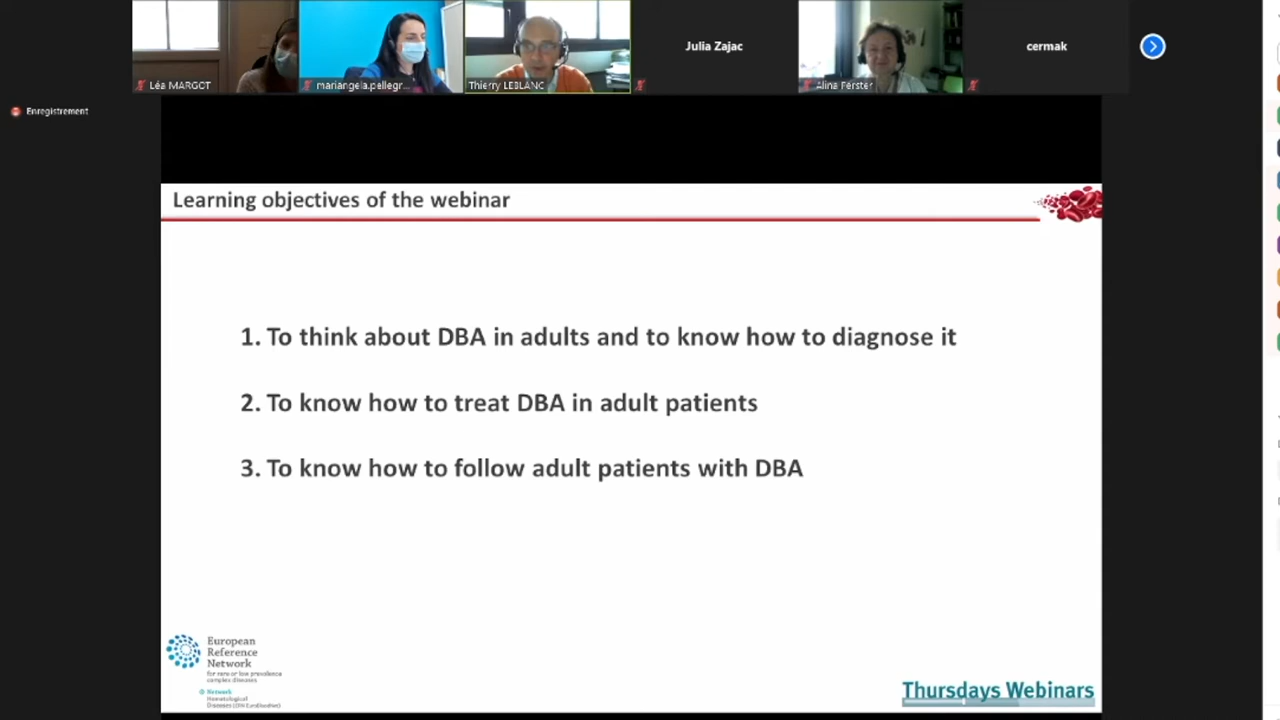 Léa MARGOT
mariangela.pellegr...
Thierry LEBLANC
Julia Zajac
Alina Ferster
cermak
Enregistrement
Learning objectives of the webinar
1. To think about DBA in adults and to know how to diagnose it
2. To know how to treat DBA in adult patients
3. To know how to follow adult patients with DBA
European
Reference
Network
for rare or low prevalence
complex diseases
Network
Hematological
Diseases (ERN EuroBloodNet)
Thursdays Webinars